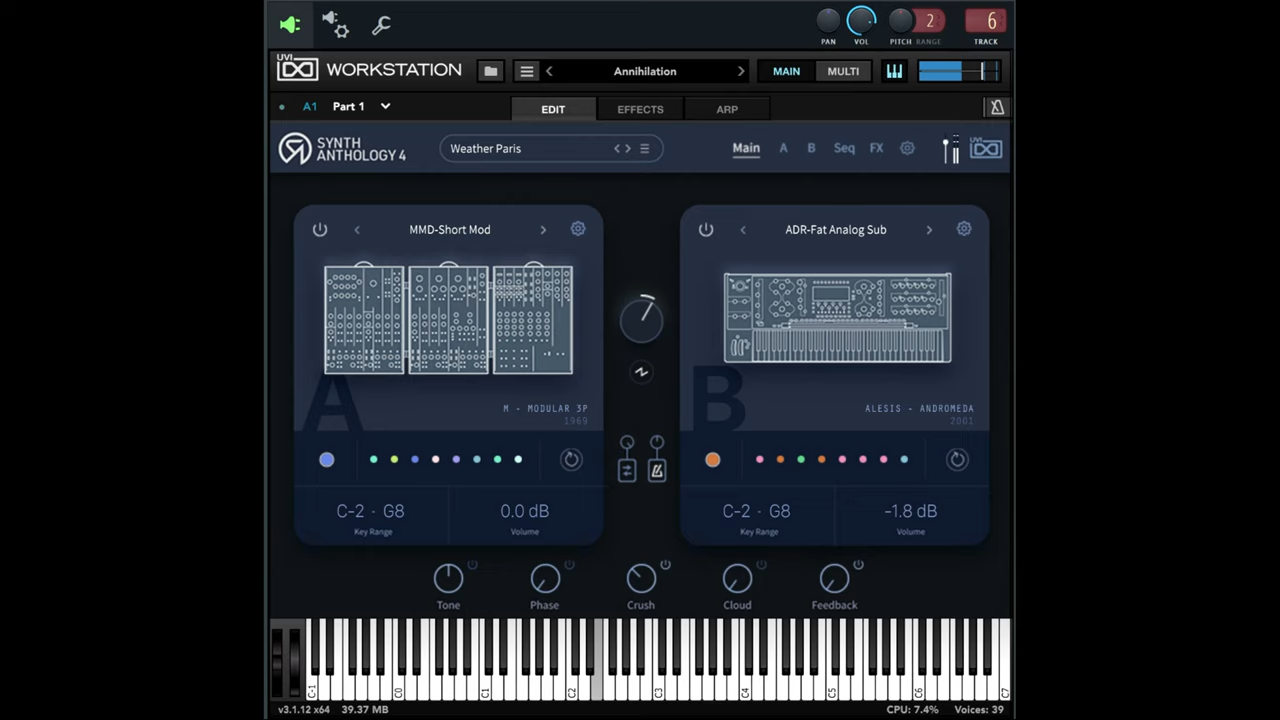 2 6
PAN VOL PITCH RANGE TRACK
UVI WORKSTATION Annihilation MAIN MULTI
A1 Part 1 EDIT EFFECTS ARP
SYNTH ANTHOLOGY 4 Weather Paris Main A B Seq FX
MMD-Short Mod ADR-Fat Analog Sub
A B
M - MODULAR 3P ALESIS - ANDROMEDA
1969 2001
C-2 - G8 0.0 dB C-2 - G8 -1.8 dB
Key Range Volume Key Range Volume
Tone Phase Crush Cloud Feedback
C-1 C0 C1 C2 C3 C4 C5 C6 C7
v3.1.12 x64 39.37 MB CPU: 7.4% Voices: 39